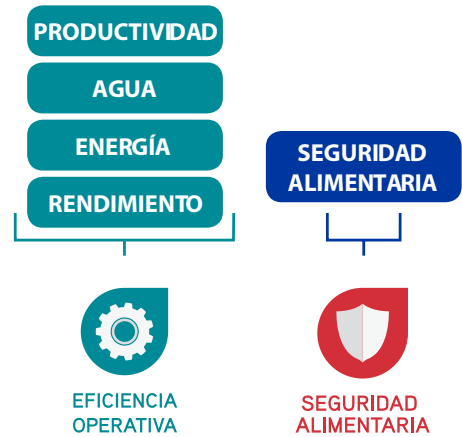 PRODUCTIVIDAD
AGUA
ENERGÍA
RENDIMIENTO
EFICIENCIA
OPERATIVA
SEGURIDAD
ALIMENTARIA
SEGURIDAD
ALIMENTARIA